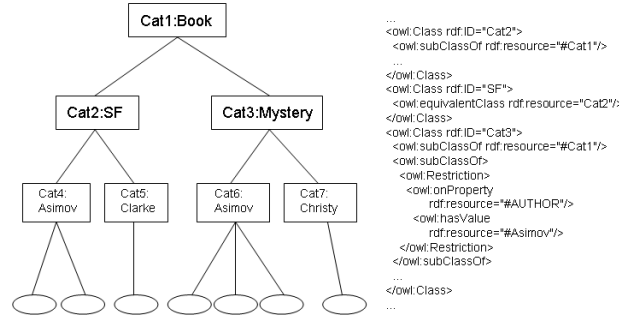 Cat1:Book
Cat2:SF
Cat3:Mystery
Cat4:
Asimov
Cat5:
Clarke
Cat6:
Asimov
Cat7:
Christy
...
<owl:Class rdf:ID="Cat2">
<owl:subClassOf rdf:resource="#Cat1"/>
...
</owl:Class>
<owl:Class rdf:ID="SF">
<owl:equivalentClass rdf:resource="Cat2"/>
</owl:Class>
<owl:Class rdf:ID="Cat3">
<owl:subClassOf rdf:resource="#Cat1"/>
<owl:subClassOf>
<owl:Restriction>
<owl:onProperty
rdf:resource="#AUTHOR"/>
<owl:hasValue
rdf:resource="#Asimov"/>
</owl:Restriction>
</owl:subClassOf>
...
</owl:Class>
...